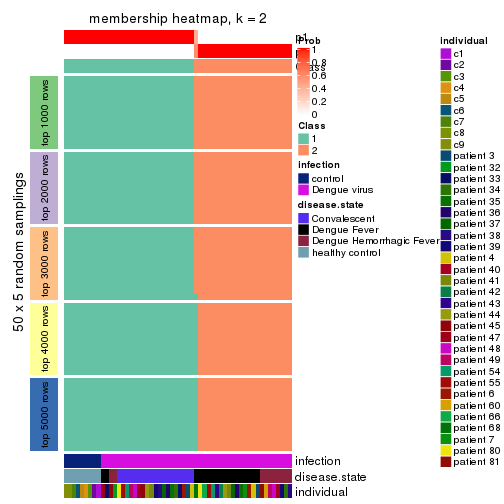 membership heatmap, k = 2
p1
Prob
1
0.8
0.6
0.4
0.2
0
Class
1
2
infection
control
Dengue virus
disease.state
Convalescent
Dengue Fever
Dengue Hemorrhagic Fever
healthy control
individual
c1
c2
c3
c4
c5
c6
c7
c8
c9
patient 3
patient 32
patient 33
patient 34
patient 35
patient 36
patient 37
patient 38
patient 39
patient 4
patient 40
patient 41
patient 42
patient 43
patient 44
patient 45
patient 47
patient 48
patient 49
patient 54
patient 55
patient 6
patient 60
patient 66
patient 68
patient 7
patient 80
patient 81
50 x 5 random samplings
top 1000 rows
top 2000 rows
top 3000 rows
top 4000 rows
top 5000 rows
infection
disease.state
individual